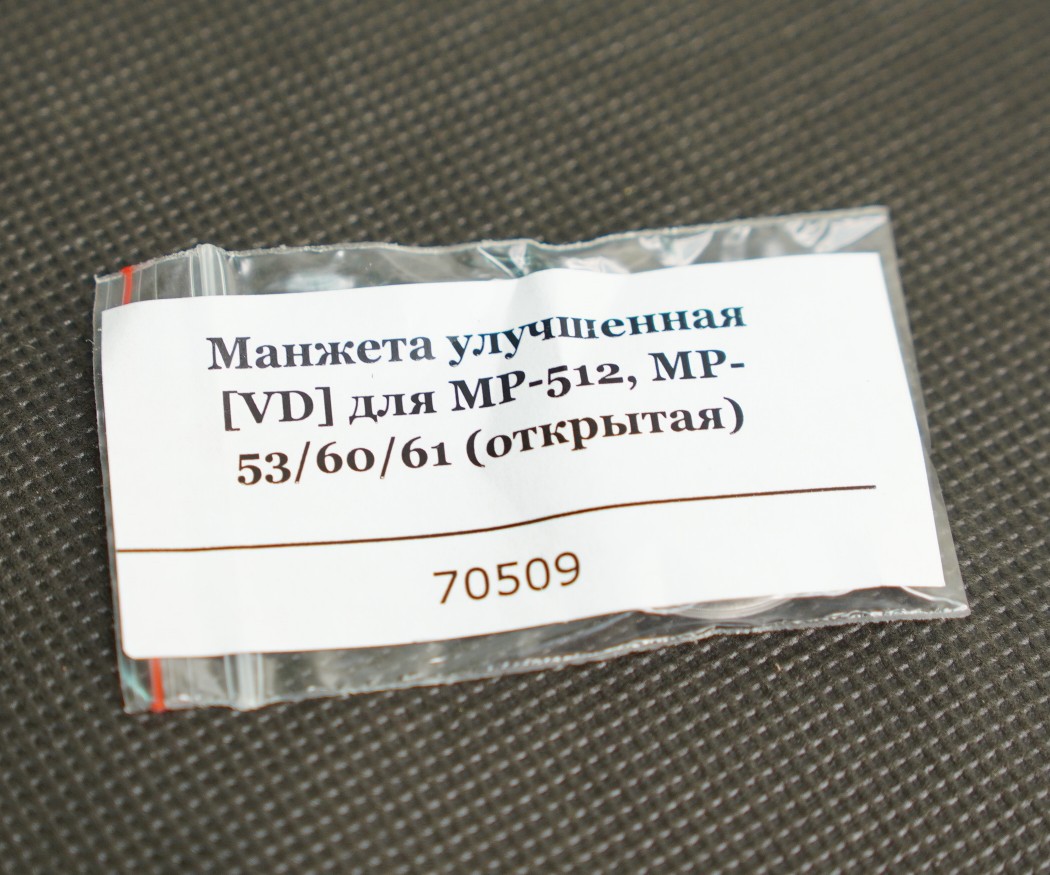 Манжета улучшенная
[VD] для МР-512, МР-
53/60/61 (открытая)
70509